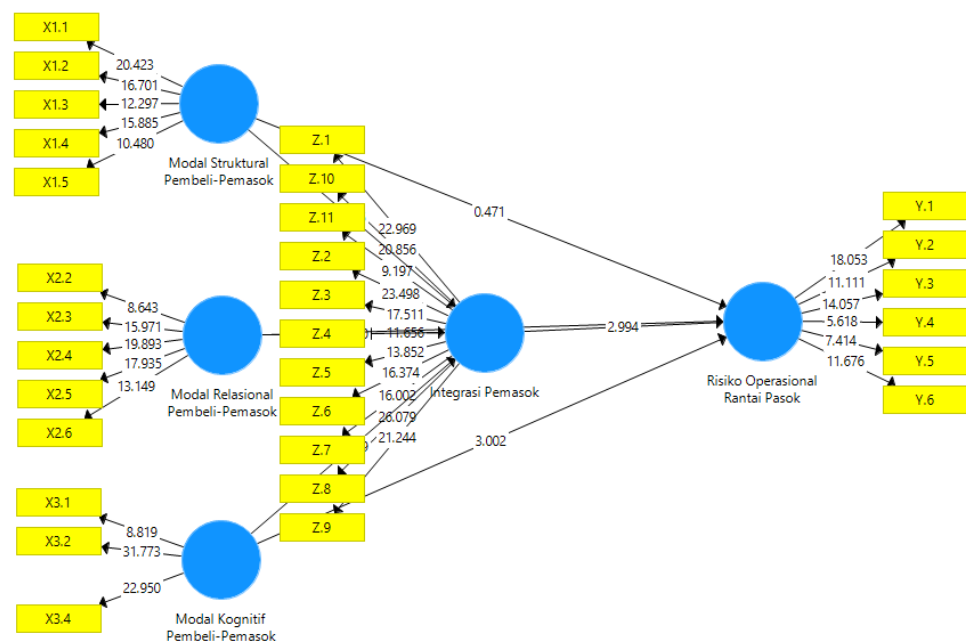 X1.1
X1.2
X1.3
X1.4
X1.5
20.423
16.701
12.297
15.885
10.480
Modal Struktural
Pembeli-Pemasok
X2.2
X2.3
X2.4
X2.5
X2.6
8.643
15.971
19.893
17.935
13.149
Modal Relasional
Pembeli-Pemasok
X3.1
X3.2
X3.4
8.819
31.773
22.950
Modal Kognitif
Pembeli-Pemasok
Z.1
Z.10
Z.11
Z.2
Z.3
Z.4
Z.5
Z.6
Z.7
Z.8
Z.9
22.969
20.856
9.197
23.498
17.511
11.656
13.852
16.374
16.002
26.079
21.244
Integrasi Pemasok
0.471
2.994
3.002
Risiko Operasional
Rantai Pasok
18.053
11.111
14.057
5.618
7.414
11.676
Y.1
Y.2
Y.3
Y.4
Y.5
Y.6